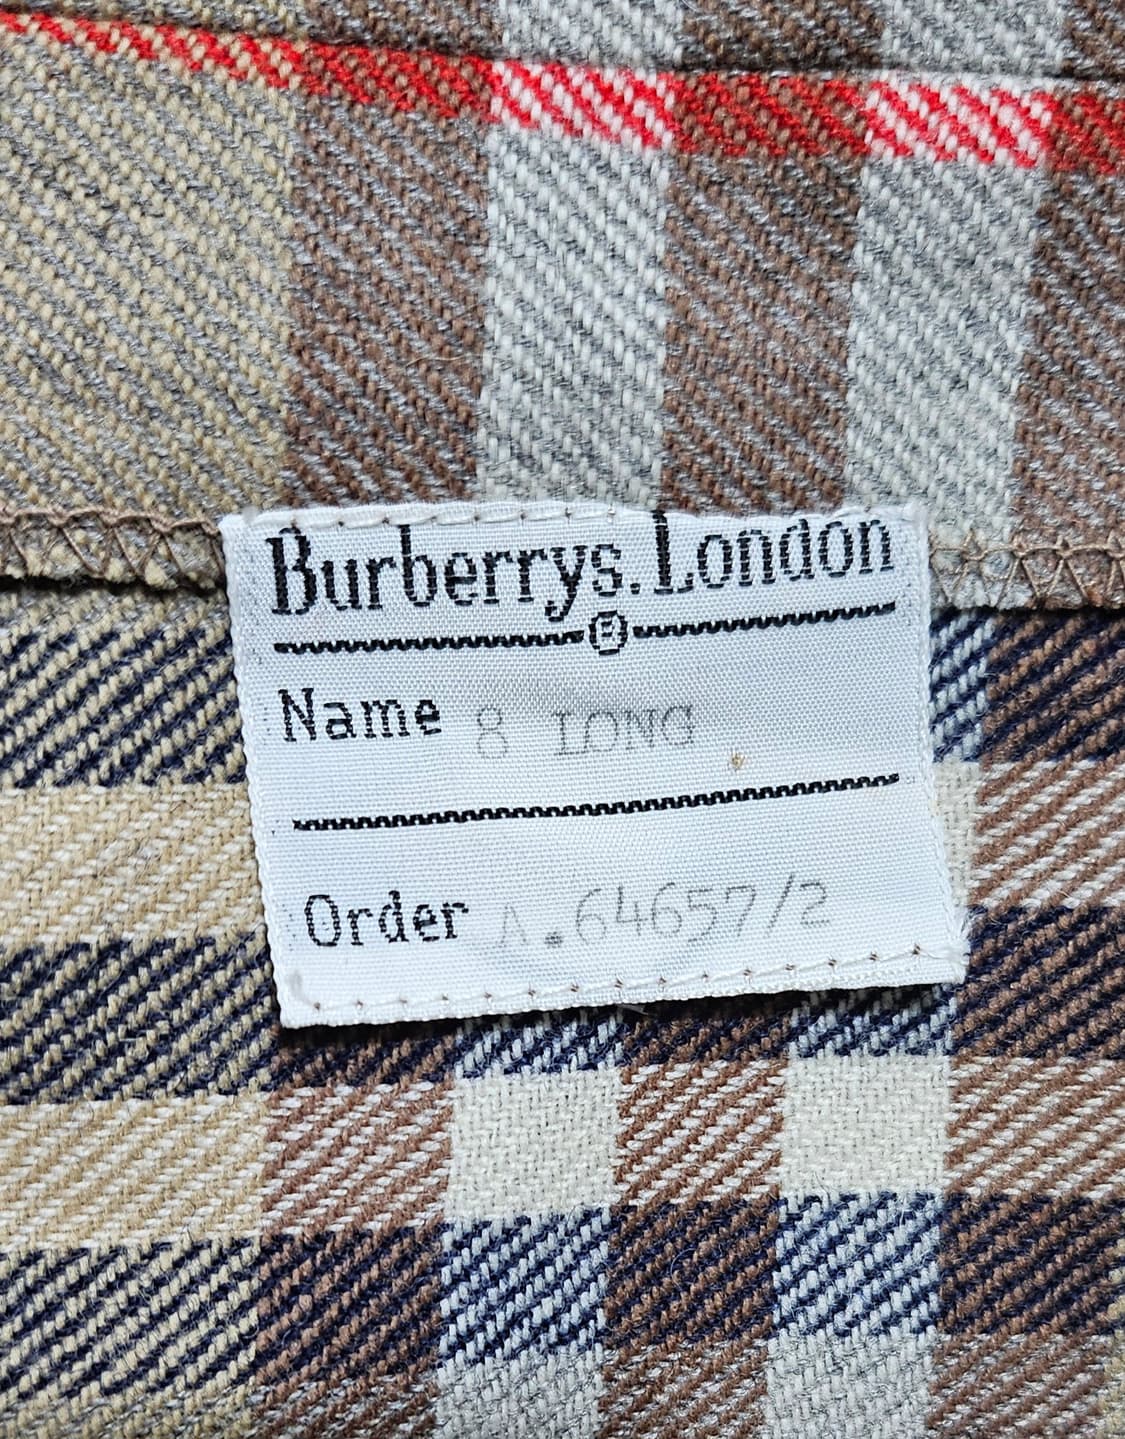 Burberrys. London
B
Name 8 LONG
Order A.64657/2